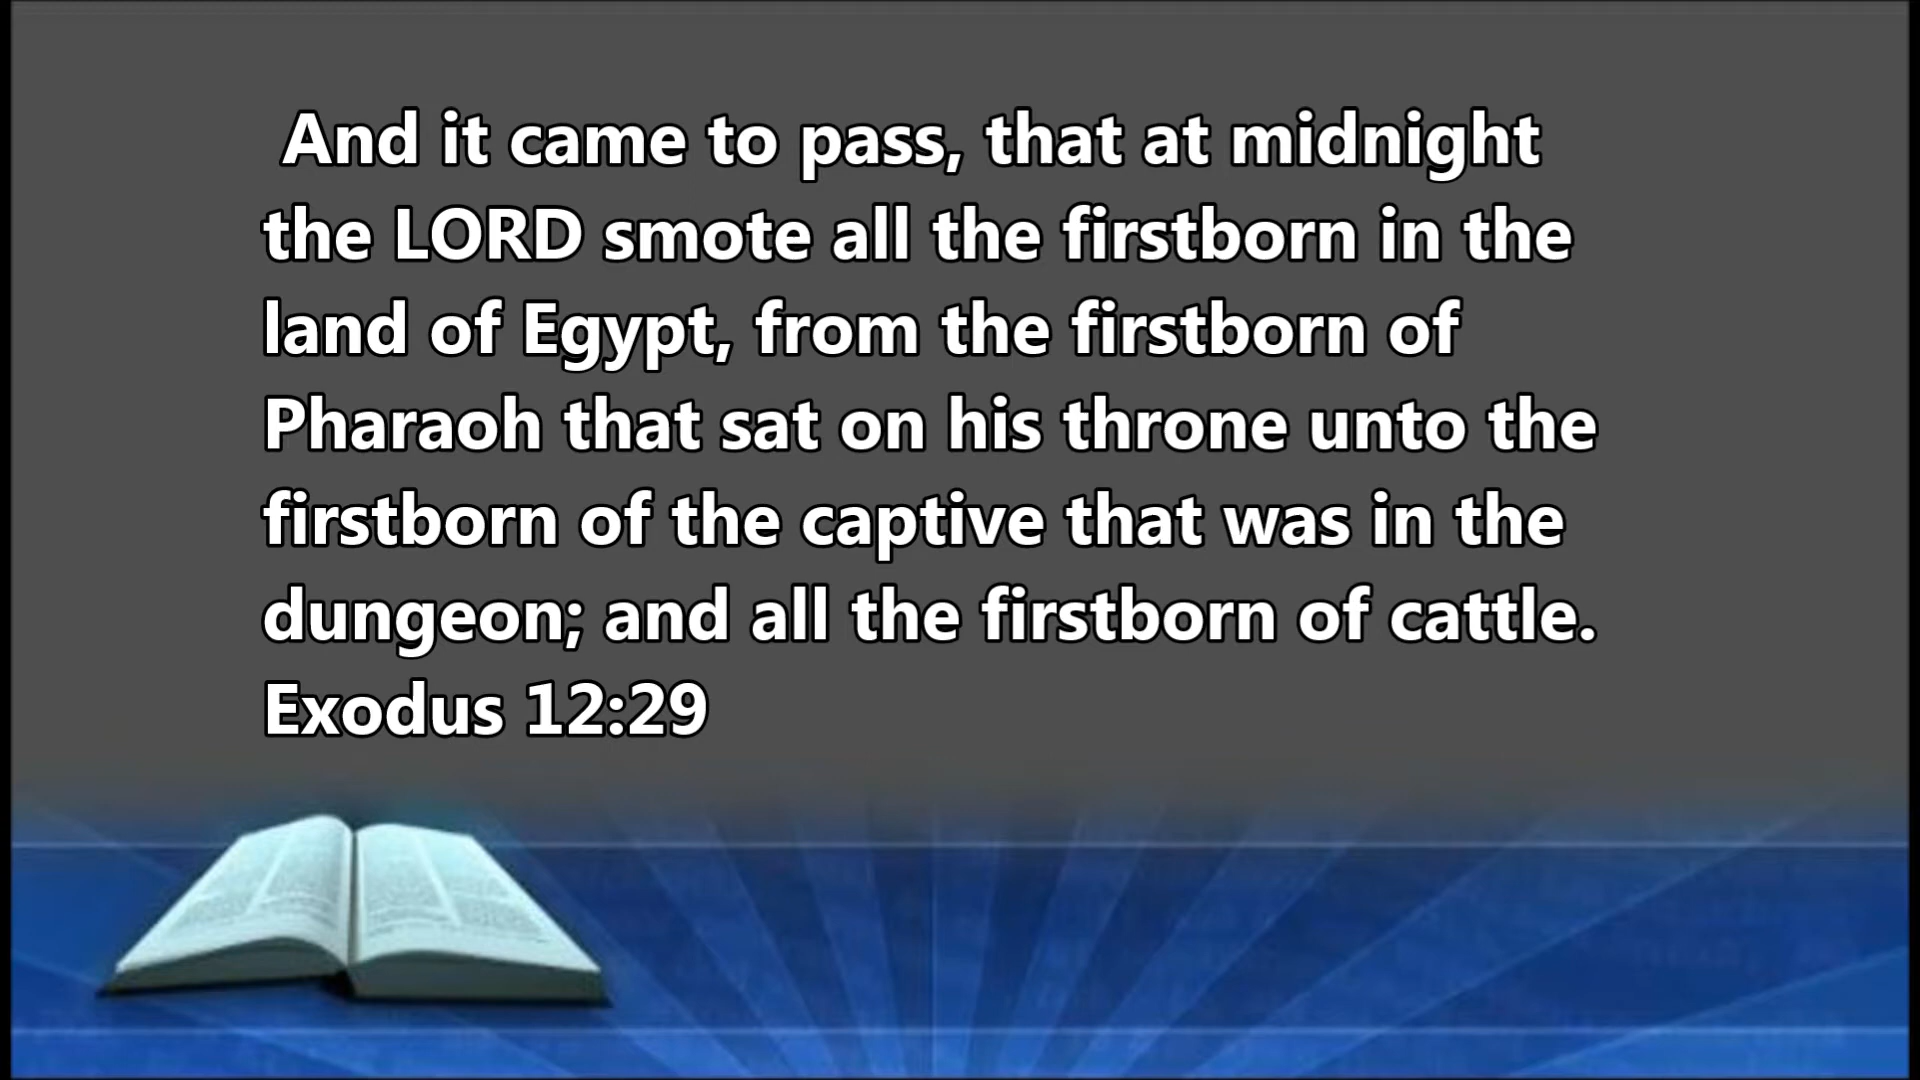 And it came to pass, that at midnight
the LORD smote all the firstborn in the
land of Egypt, from the firstborn of
Pharaoh that sat on his throne unto the
firstborn of the captive that was in the
dungeon; and all the firstborn of cattle.
Exodus 12:29